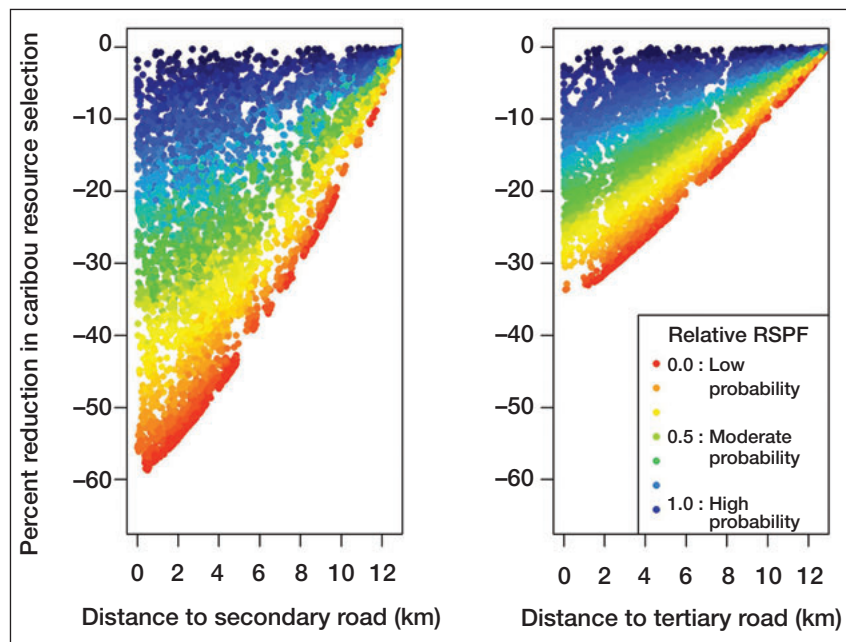 Percent reduction in caribou resource selection
0
–10
–20
–30
–40
–50
–60
0 2 4 6 8 10 12
Distance to secondary road (km)
0
–10
–20
–30
–40
–50
–60
0 2 4 6 8 10 12
Distance to tertiary road (km)
Relative RSPF
0.0 : Low
probability
0.5 : Moderate
probability
1.0 : High
probability